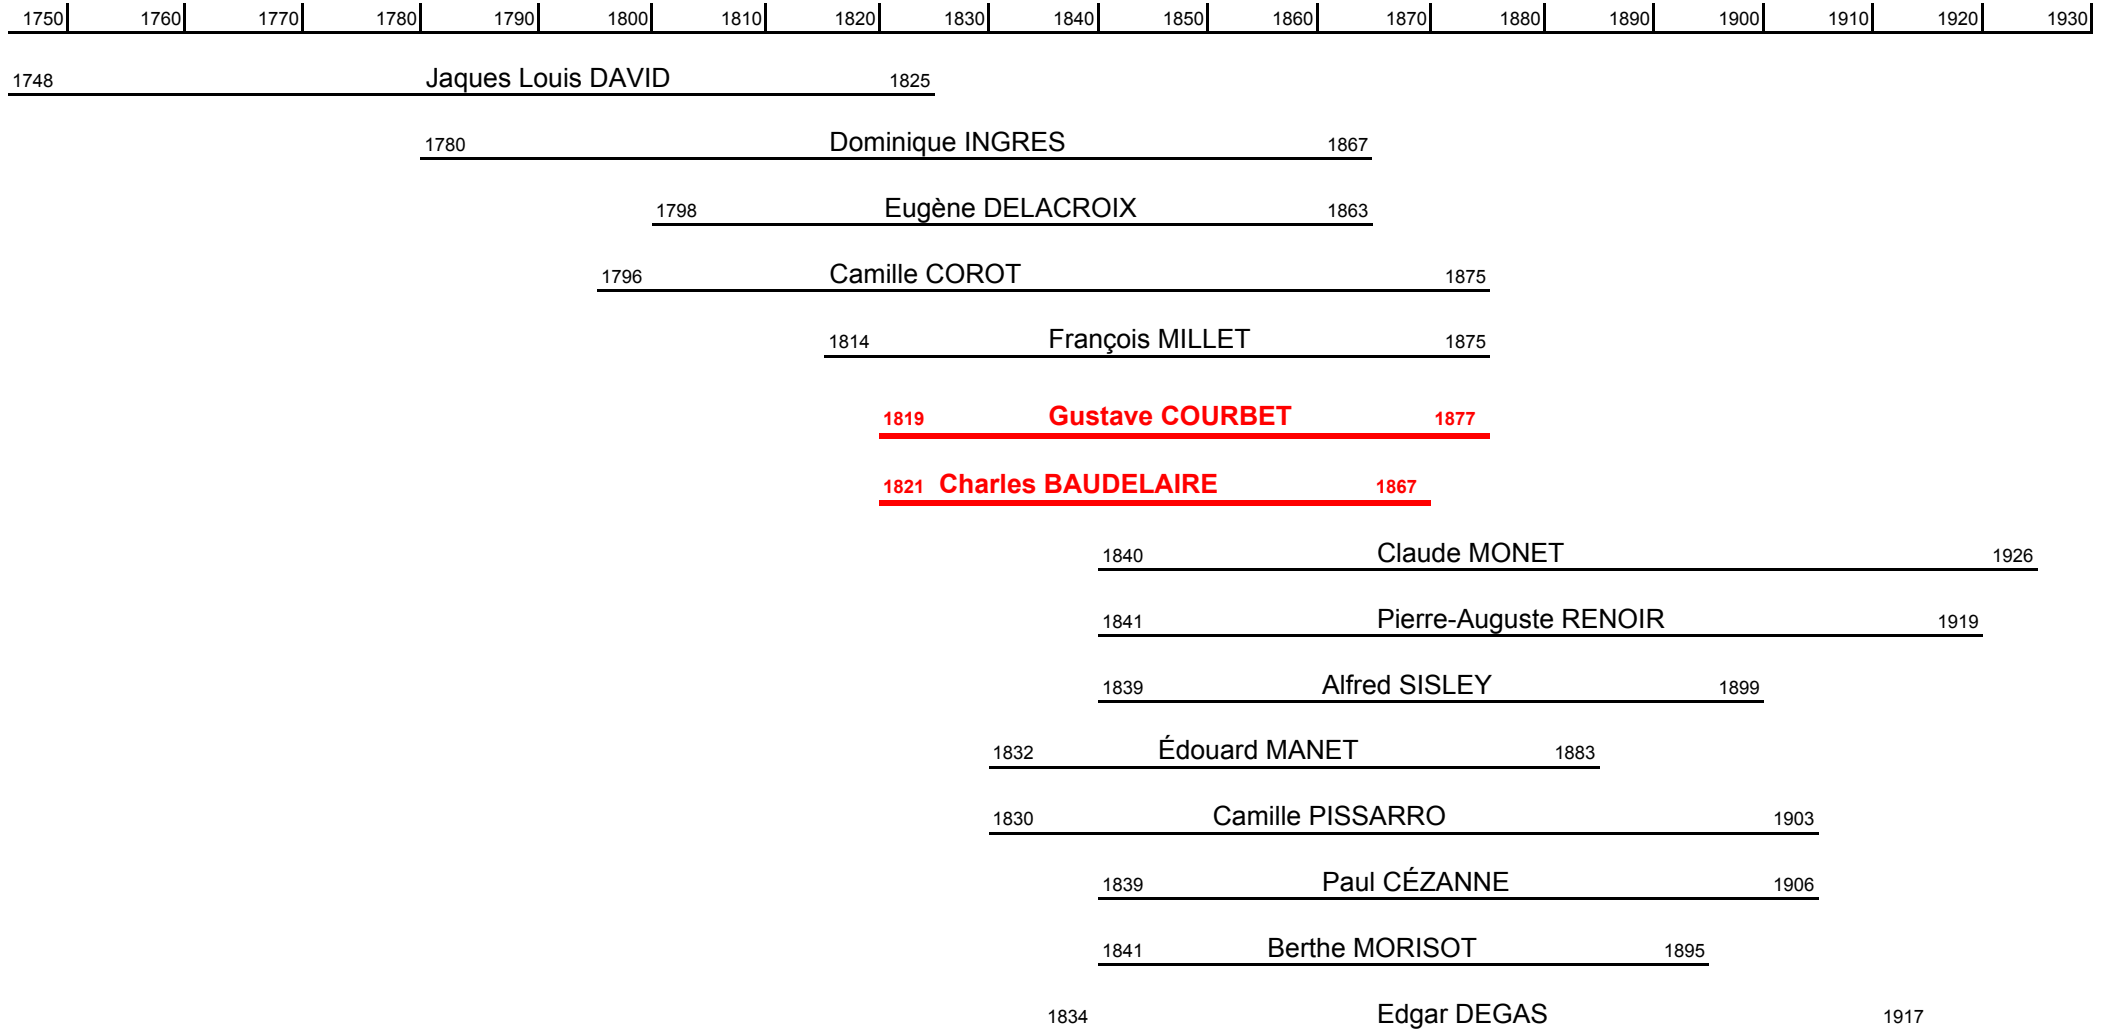 1750 1760 1770 1780 1790 1800 1810 1820 1830 1840 1850 1860 1870 1880 1890 1900 1910 1920 1930
1748 Jaques Louis DAVID 1825
1780 Dominique INGRES 1867
1798 Eugène DELACROIX 1863
1796 Camille COROT 1875
1814 François MILLET 1875
1819 Gustave COURBET 1877
1821 Charles BAUDELAIRE 1867
1840 Claude MONET 1926
1841 Pierre-Auguste RENOIR 1919
1839 Alfred SISLEY 1899
1832 Édouard MANET 1883
1830 Camille PISSARRO 1903
1839 Paul CÉZANNE 1906
1841 Berthe MORISOT 1895
1834 Edgar DEGAS 1917